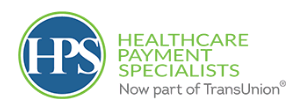 HPS
HEALTHCARE
PAYMENT
SPECIALISTS
Now part of TransUnion®